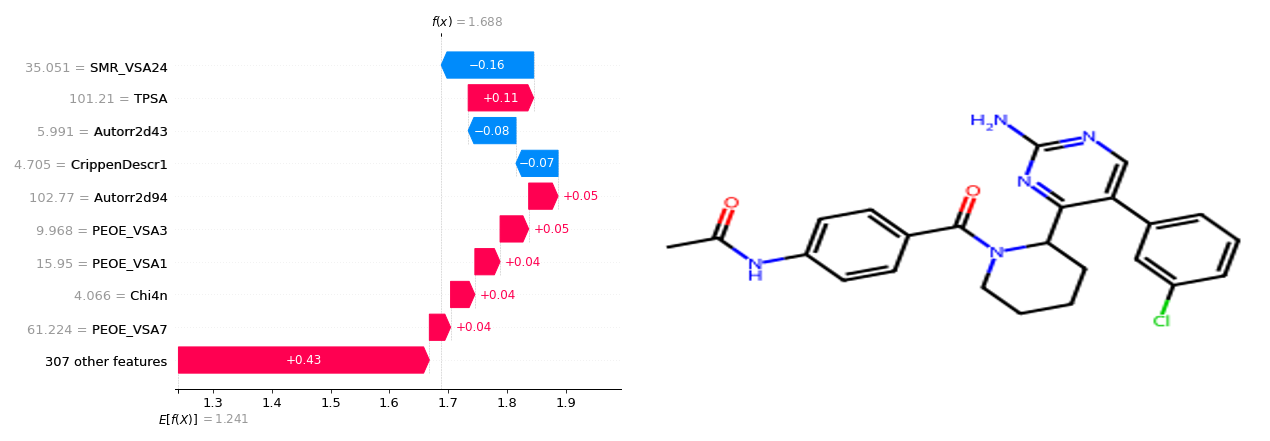 f(x) = 1.688
35.051 = SMR_VSA24
−0.16
101.21 = TPSA
+0.11
5.991 = Autorr2d43
−0.08
4.705 = CrippenDescr1
−0.07
102.77 = Autorr2d94
+0.05
9.968 = PEOE_VSA3
+0.05
15.95 = PEOE_VSA1
+0.04
4.066 = Chi4n
+0.04
61.224 = PEOE_VSA7
+0.04
307 other features
+0.43
1.3 1.4 1.5 1.6 1.7 1.8 1.9
E[f(X)] = 1.241
H₂N
N
N
O
O
N
N
H
Cl